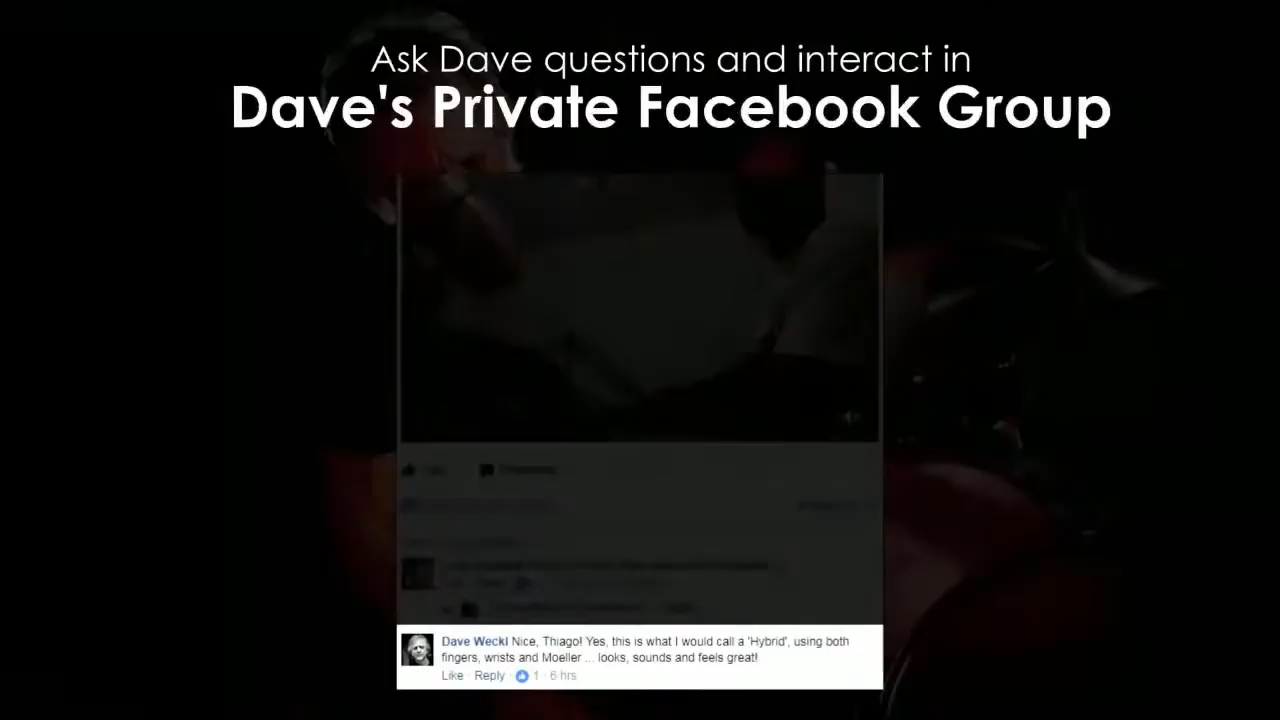 Ask Dave questions and interact in
Dave's Private Facebook Group
Dave Weckl Nice, Thiago! Yes, this is what I would call a 'Hybrid', using both
fingers, wrists and Moeller ... looks, sounds and feels great!
Like · Reply · 1 · 6 hrs